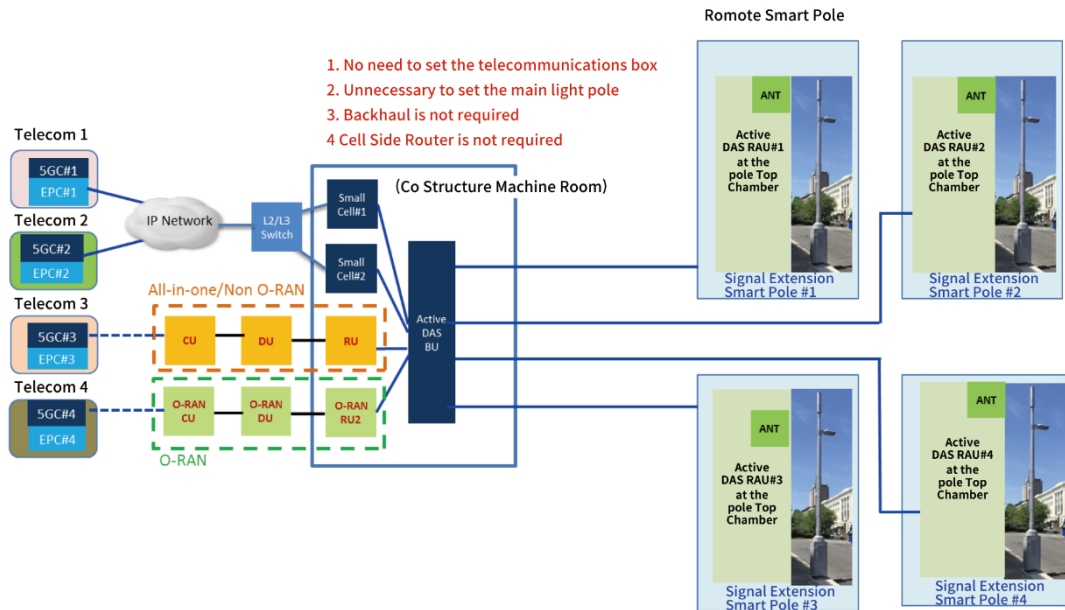 Romote Smart Pole
1. No need to set the telecommunications box
2. Unnecessary to set the main light pole
3. Backhaul is not required
4 Cell Side Router is not required
Telecom 1
5GC#1
EPC#1
Telecom 2
5GC#2
EPC#2
Telecom 3
5GC#3
EPC#3
Telecom 4
5GC#4
EPC#4
IP Network
L2/L3
Switch
(Co Structure Machine Room)
Small
Cell#1
Small
Cell#2
All-in-one/Non O-RAN
CU
DU
RU
O-RAN
CU
O-RAN
DU
O-RAN
RU2
O-RAN
Active
DAS
BU
ANT
Active
DAS RAU#1
at the
pole Top
Chamber
Signal Extension
Smart Pole #1
ANT
Active
DAS RAU#2
at the
pole Top
Chamber
Signal Extension
Smart Pole #2
ANT
Active
DAS RAU#3
at the
pole Top
Chamber
Signal Extension
Smart Pole #3
ANT
Active
DAS RAU#4
at the
pole Top
Chamber
Signal Extension
Smart Pole #4